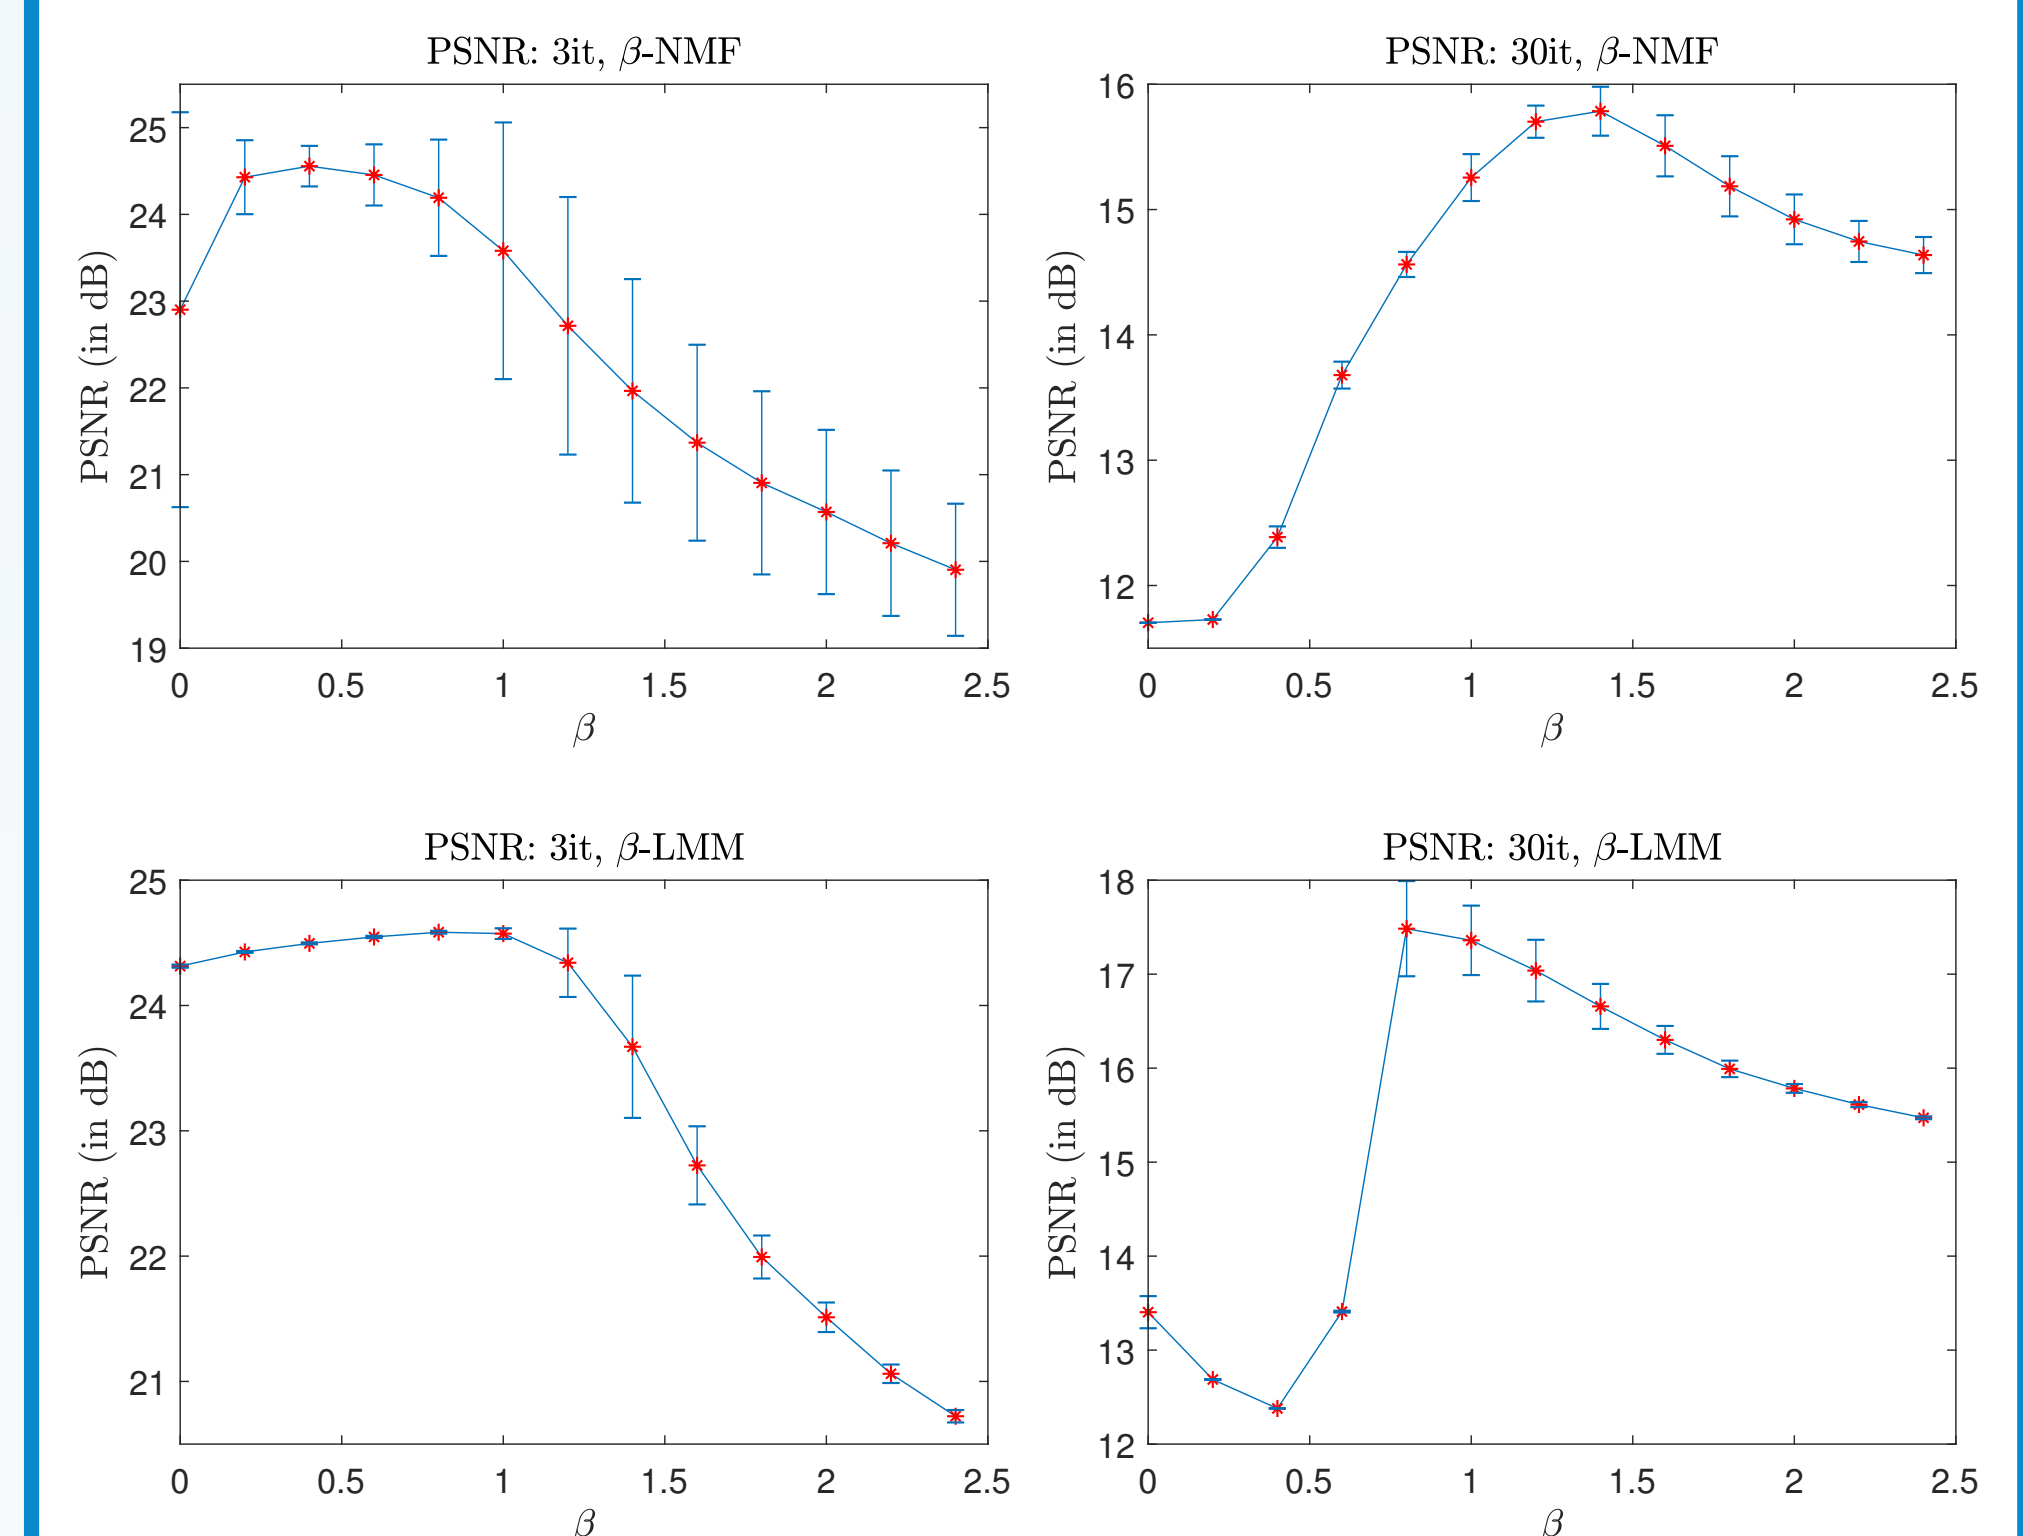 PSNR: 3it, β-NMF
25
24
23
22
21
20
19
PSNR (in dB)
0 0.5 1 1.5 2 2.5
β
PSNR: 30it, β-NMF
16
15
14
13
12
PSNR (in dB)
0 0.5 1 1.5 2 2.5
β
PSNR: 3it, β-LMM
25
24
23
22
21
PSNR (in dB)
0 0.5 1 1.5 2 2.5
β
PSNR: 30it, β-LMM
18
17
16
15
14
13
12
PSNR (in dB)
0 0.5 1 1.5 2 2.5
β